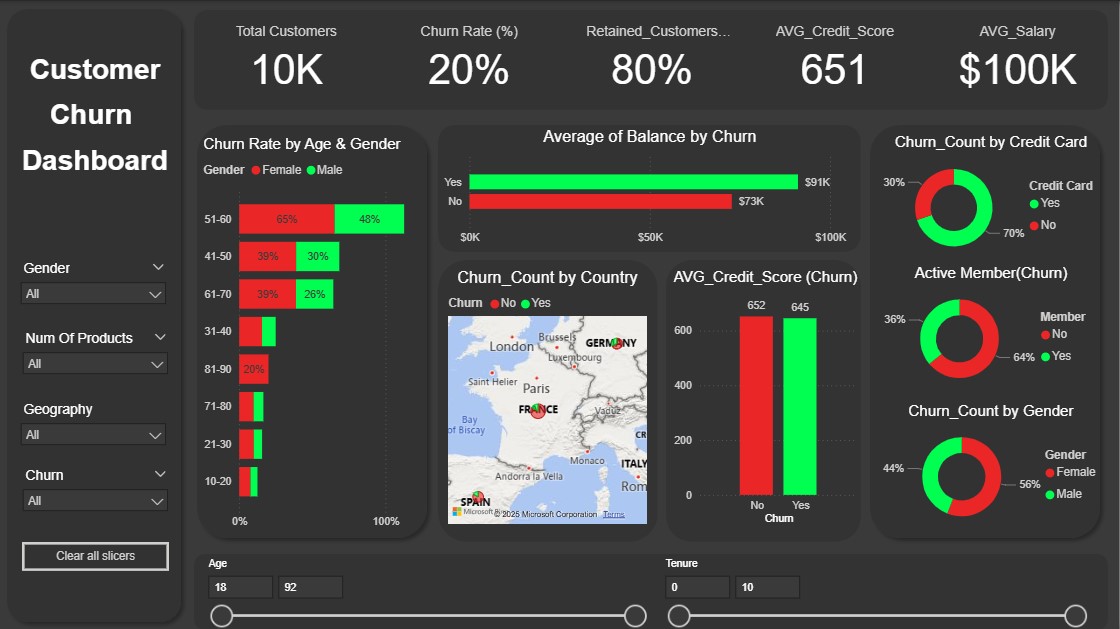 Customer
Churn
Dashboard
Gender
All
Num Of Products
All
Geography
All
Churn
All
Clear all slicers
Total Customers
10K
Churn Rate (%)
20%
Retained_Customers...
80%
AVG_Credit_Score
651
AVG_Salary
$100K
Churn Rate by Age & Gender
Gender Female Male
51-60 65% 48%
41-50 39% 30%
61-70 39% 26%
31-40
81-90 20%
71-80
21-30
10-20
0% 100%
Average of Balance by Churn
Yes $91K
No $73K
$0K $50K $100K
Churn_Count by Country
Churn No Yes
London
Brussels
GERMANY
Luxembourg
Saint Helier
Paris
FRANCE
Vaduz
Bay
of Biscay
CR
Monaco
ITALY
Andorra la Vella
Rom
SPAIN
© 2025 Microsoft Corporation Terms
AVG_Credit_Score (Churn)
652 645
600
400
200
0
No Yes
Churn
Churn_Count by Credit Card
30%
70%
Credit Card
Yes
No
Active Member(Churn)
36%
64%
Member
No
Yes
Churn_Count by Gender
44%
56%
Gender
Female
Male
Age
18 92
Tenure
0 10